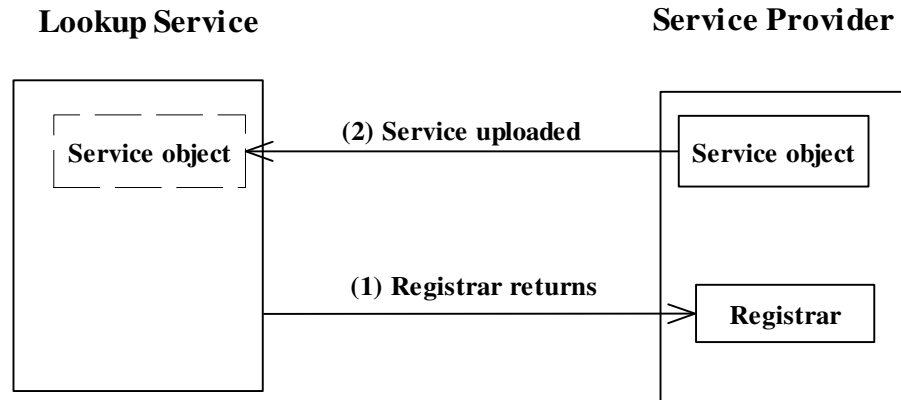 Lookup Service
Service Provider
(2) Service uploaded
Service object
Service object
(1) Registrar returns
Registrar